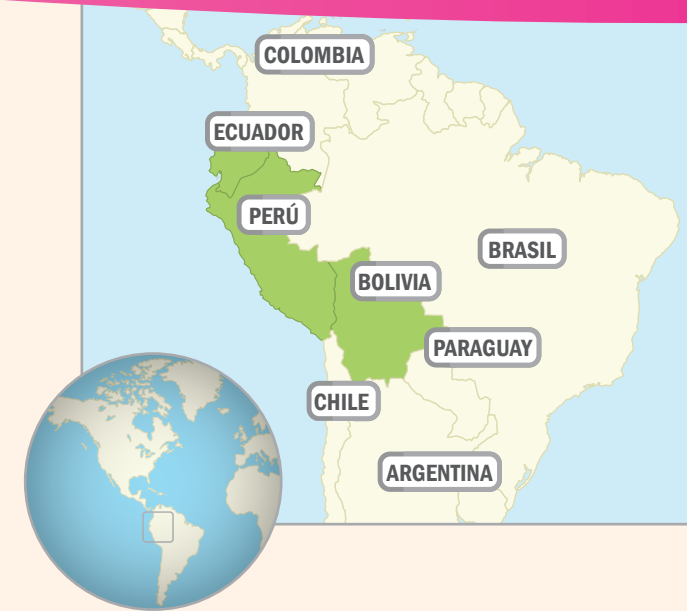 COLOMBIA
ECUADOR
PERÚ
BRASIL
BOLIVIA
PARAGUAY
CHILE
ARGENTINA